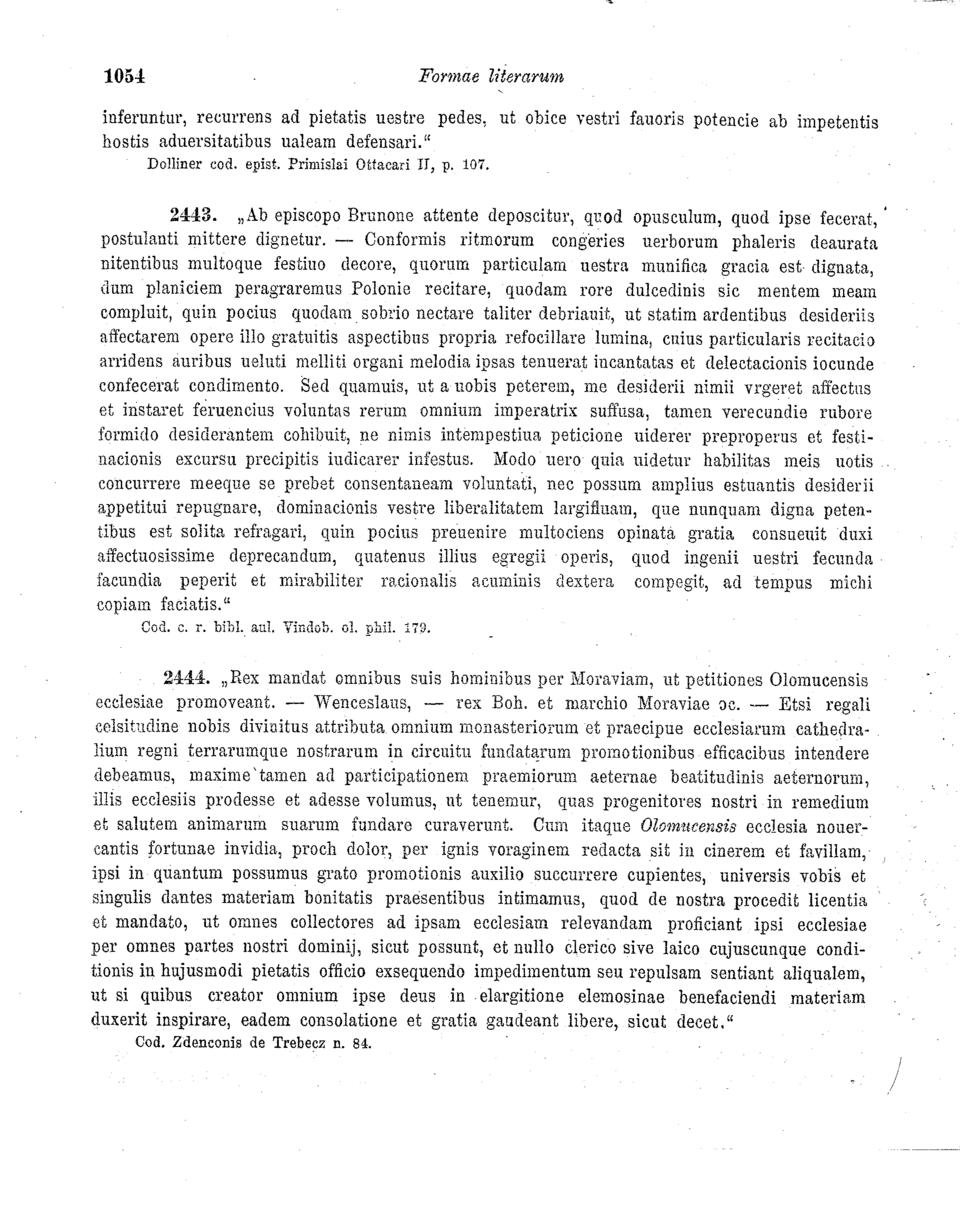 1054 Formae literarum
inferuntur, recurrens ad pietatis uestre pedes, ut obice vestri fauoris potencie ab impetentis
hostis aduersitatibus ualeam defensari.“
Dolliner cod. epist. Primislai Ottacari II, p. 107.
2443. „Ab episcopo Brunone attente deposcitur, quod opusculum, quod ipse fecerat,
postulanti mittere dignetur. — Conformis ritmorum congeries uerborum phaleris deaurata
nitentibus multoque festiuo decore, quorum particulam uestra munifica gracia est dignata,
dum planiciem peragraremus Polonie recitare, quodam rore dulcedinis sic mentem meam
compluit, quin pocius quodam sobrio nectare taliter debriauit, ut statim ardentibus desideriis
affectarem opere illo gratuitis aspectibus propria refocillare lumina, cuius particularis recitacio
arridens auribus ueluti melliti organi melodia ipsas tenuerat incantatas et delectacionis iocunde
confecerat condimento. Sed quamuis, ut a uobis peterem, me desiderii nimii vrgeret affectus
et instaret feruencius voluntas rerum omnium imperatrix suffusa, tamen verecundie rubore
formido desiderantem cohibuit, ne nimis intempestiua peticione uiderer preproperus et festi-
nacionis excursu precipitis iudicarer infestus. Modo uero quia uidetur habilitas meis uotis
concurrere meeque se prebet consentaneam voluntati, nec possum amplius estuantis desiderii
appetitui repugnare, dominacionis vestre liberalitatem largifluam, que nunquam digna peten-
tibus est solita refragari, quin pocius preuenire multociens opinata gratia consueuit duxi
affectuosissime deprecandum, quatenus illius egregii operis, quod ingenii uestri fecunda
facundia peperit et mirabiliter racionalis acuminis dextera compegit, ad tempus michi
copiam faciatis.“
Cod. c. r. bibl. aul. Vindob. ol. phil. 179.
2444. „Rex mandat omnibus suis hominibus per Moraviam, ut petitiones Olomucensis
ecclesiae promoveant. — Wenceslaus, — rex Boh. et marchio Moraviae ɔc. — Etsi regali
celsitudine nobis divinitus attributa omnium monasteriorum et praecipue ecclesiarum cathedra-
lium regni terrarumque nostrarum in circuitu fundatarum promotionibus efficacibus intendere
debeamus, maxime tamen ad participationem praemiorum aeternae beatitudinis aeternorum,
illis ecclesiis prodesse et adesse volumus, ut tenemur, quas progenitores nostri in remedium
et salutem animarum suarum fundare curaverunt. Cum itaque Olomucensis ecclesia nouer-
cantis fortunae invidia, proch dolor, per ignis voraginem redacta sit in cinerem et favillam,
ipsi in quantum possumus grato promotionis auxilio succurrere cupientes, universis vobis et
singulis dantes materiam bonitatis praesentibus intimamus, quod de nostra procedit licentia
et mandato, ut omnes collectores ad ipsam ecclesiam relevandam proficiant ipsi ecclesiae
per omnes partes nostri dominij, sicut possunt, et nullo clerico sive laico cujuscunque condi-
tionis in hujusmodi pietatis officio exsequendo impedimentum seu repulsam sentiant aliqualem,
ut si quibus creator omnium ipse deus in elargitione elemosinae benefaciendi materiam
duxerit inspirare, eadem consolatione et gratia gaudeant libere, sicut decet.“
Cod. Zdenconis de Trebecz n. 84.